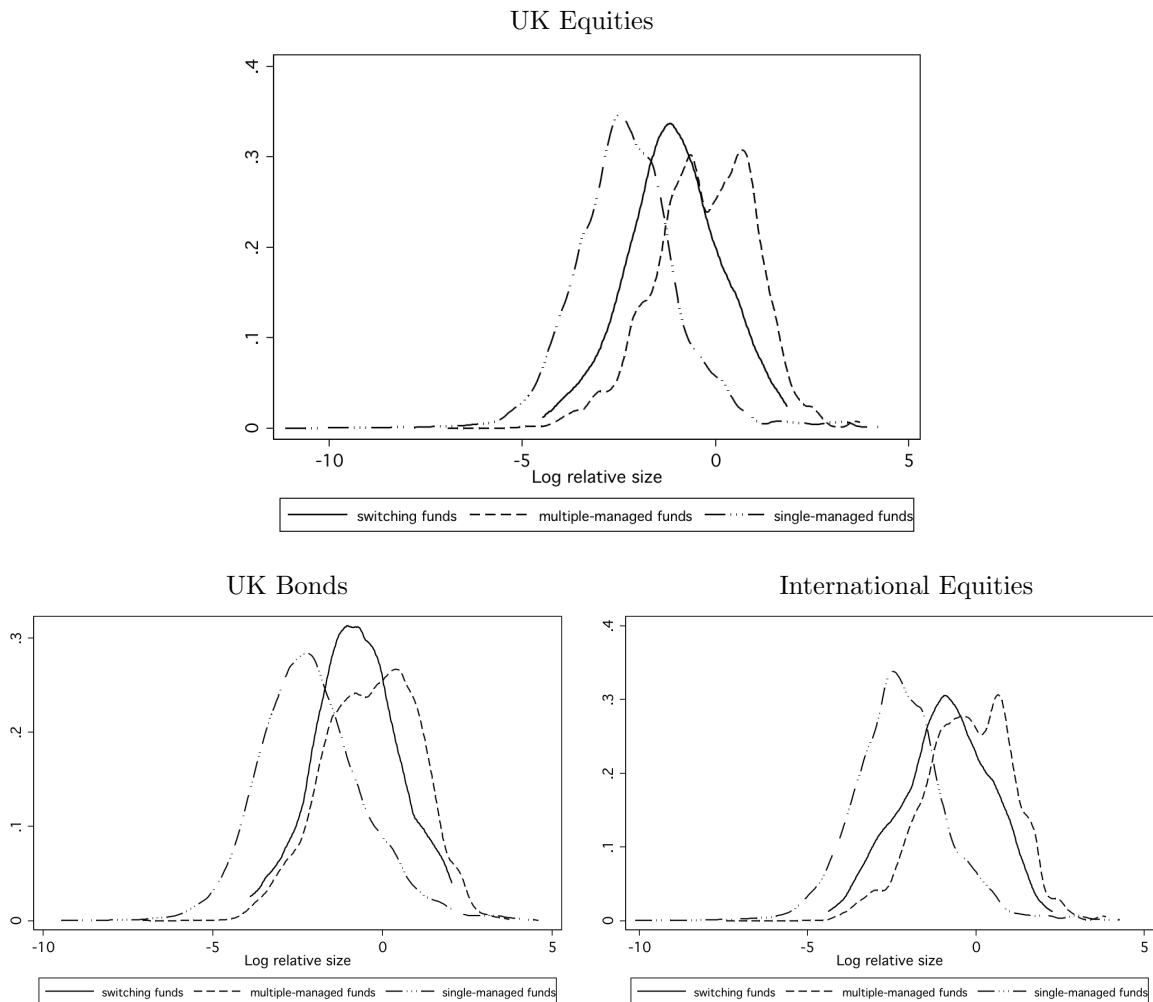 UK Equities
.4
.3
.2
.1
0
-10 -5 0 5
Log relative size
switching funds multiple-managed funds single-managed funds
UK Bonds
.3
.2
.1
0
-10 -5 0 5
Log relative size
switching funds multiple-managed funds single-managed funds
International Equities
.4
.3
.2
.1
0
-10 -5 0 5
Log relative size
switching funds multiple-managed funds single-managed funds